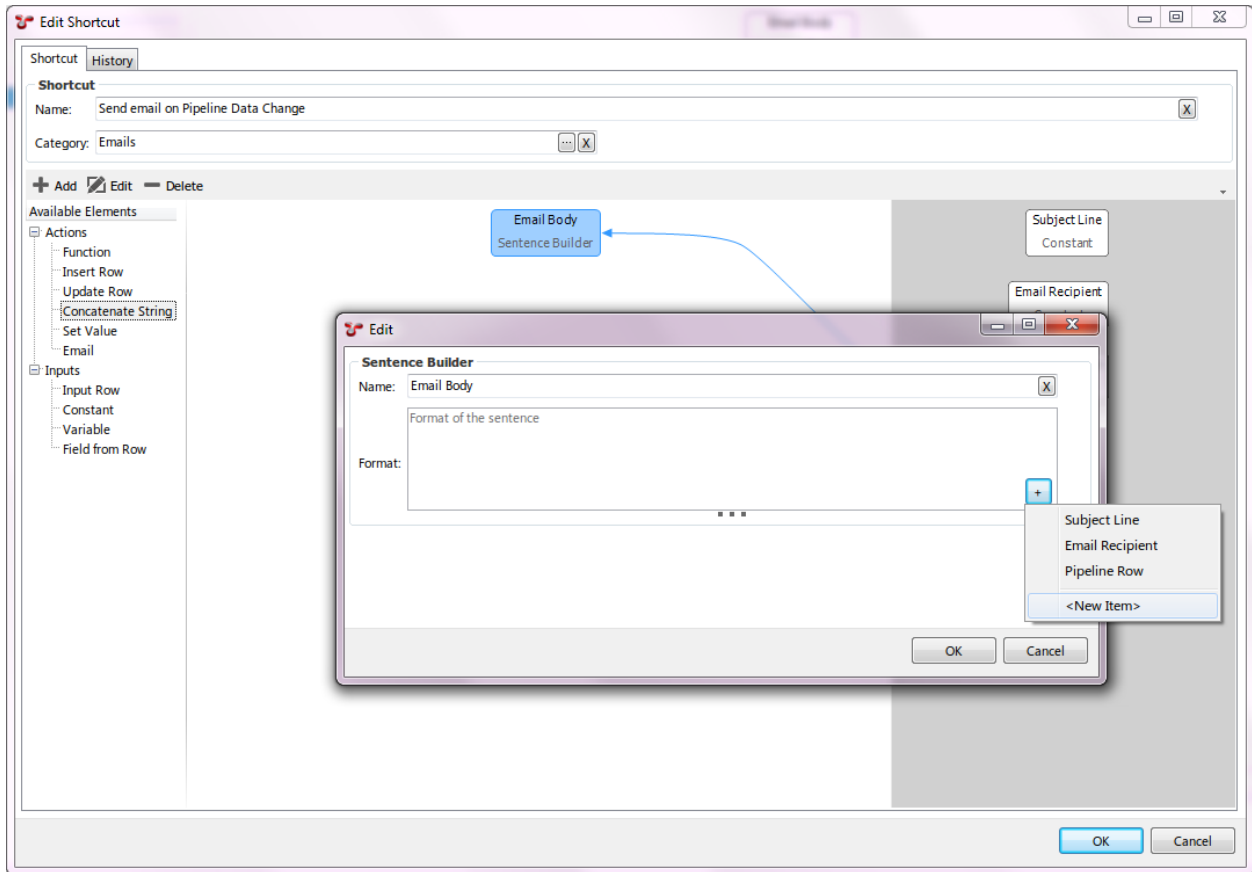 Edit Shortcut
Shortcut
History
Shortcut
Name: Send email on Pipeline Data Change
X
Category: Emails
... X
Add Edit Delete
Available Elements
Actions
Function
Insert Row
Update Row
Concatenate String
Set Value
Email
Inputs
Input Row
Constant
Variable
Field from Row
Email Body
Sentence Builder
Subject Line
Constant
Email Recipient
Edit
Sentence Builder
Name: Email Body
X
Format of the sentence
Format:
+
Subject Line
Email Recipient
Pipeline Row
<New Item>
OK Cancel
OK Cancel